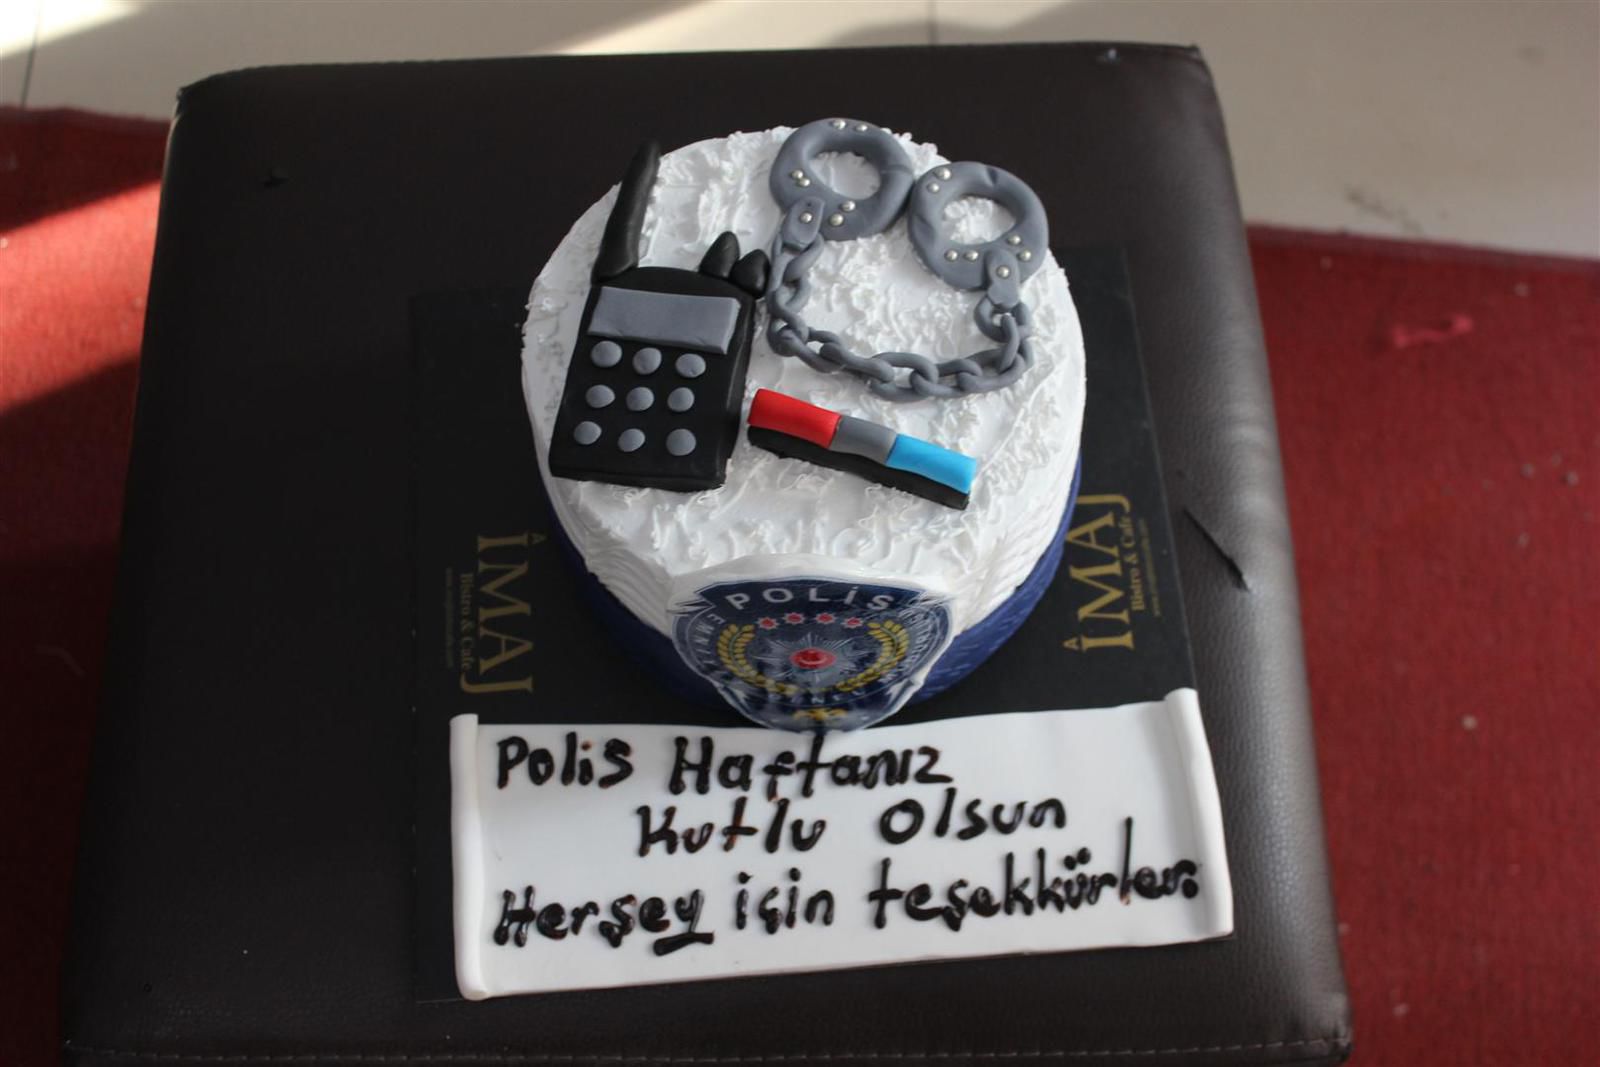 POLİS
A
İMAJ
Bistro & Cafe
A
İMAJ
Bistro & Cafe
Polis Haftanız
Kutlu Olsun
Herşey için teşekkürler